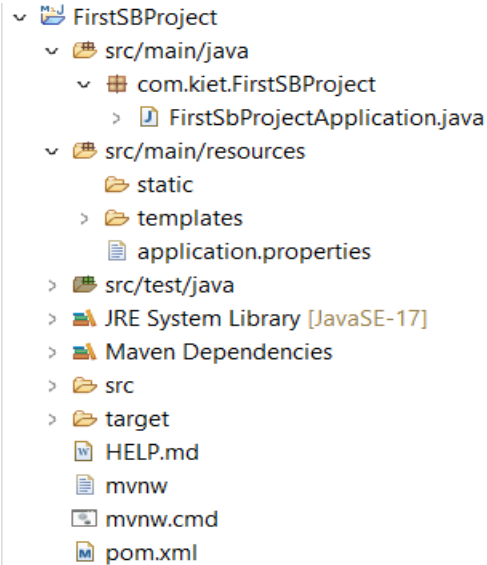 FirstSBProject
src/main/java
com.kiet.FirstSBProject
FirstSbProjectApplication.java
src/main/resources
static
templates
application.properties
src/test/java
JRE System Library [JavaSE-17]
Maven Dependencies
src
target
HELP.md
mvnw
mvnw.cmd
pom.xml